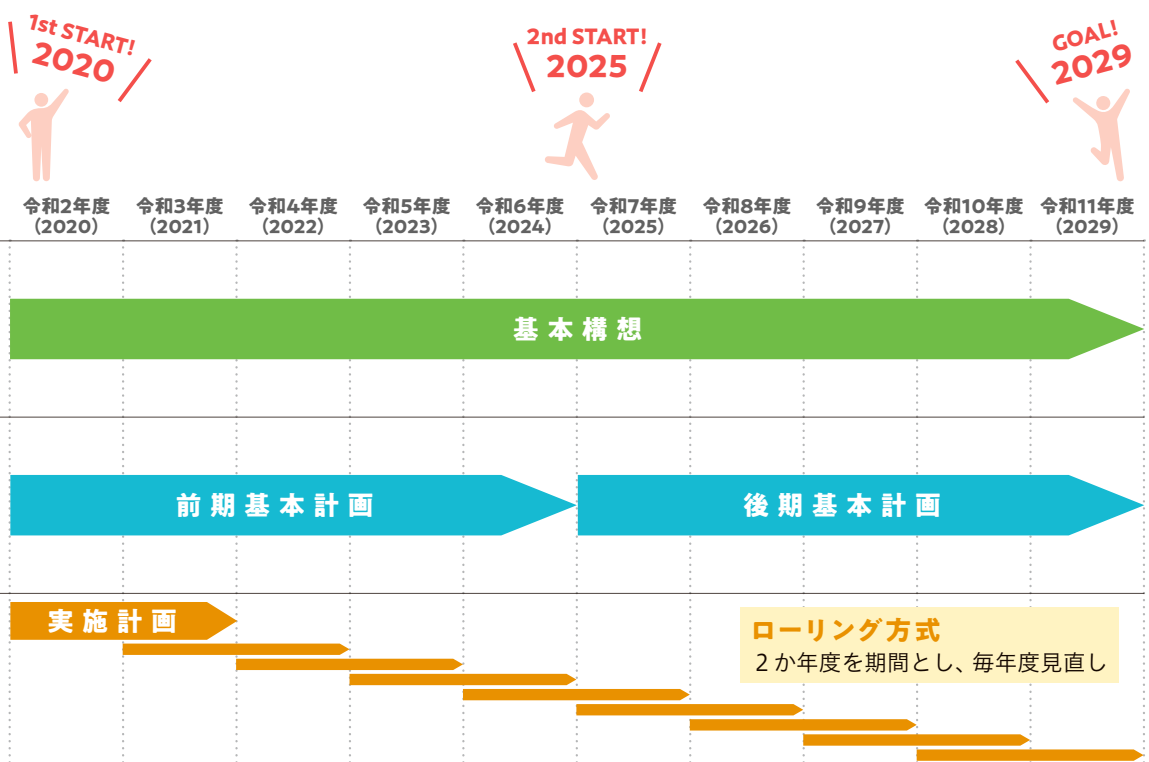 1st START!
2020
2nd START!
2025
GOAL!
2029
令和2年度
（2020）
令和3年度
（2021）
令和4年度
（2022）
令和5年度
（2023）
令和6年度
（2024）
令和7年度
（2025）
令和8年度
（2026）
令和9年度
（2027）
令和10年度
（2028）
令和11年度
（2029）
基本構想
前期基本計画
後期基本計画
実施計画
ローリング方式
２か年度を期間とし、毎年度見直し